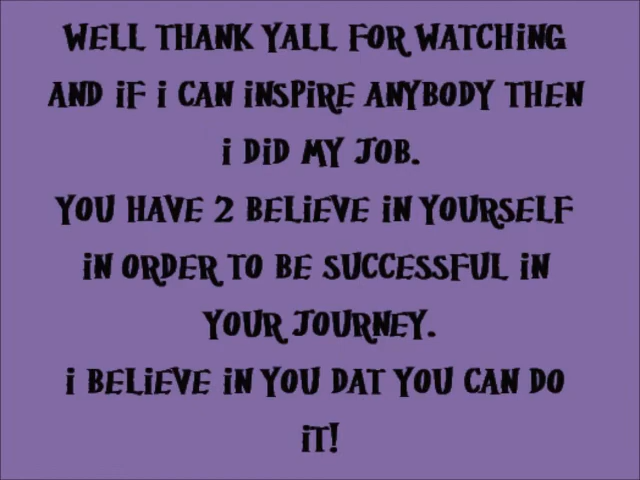 WELL THANK YALL FOR WATCHiNG
AND iF i CAN iNSPiRE ANYBODY THEN
i DiD MY JOB.
YOU HAVE 2 BELiEVE iN YOURSELF
iN ORDER TO BE SUCCESSFUL iN
YOUR JOURNEY.
i BELiEVE iN YOU DAT YOU CAN DO
iT!